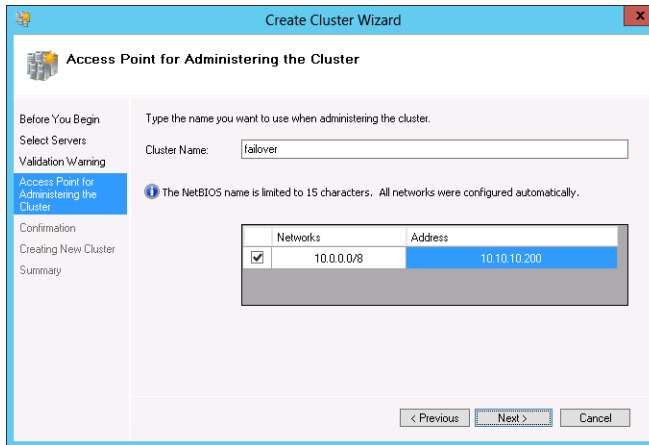 Create Cluster Wizard
x
Access Point for Administering the Cluster
Before You Begin
Select Servers
Validation Warning
Access Point for
Administering the
Cluster
Confirmation
Creating New Cluster
Summary
Type the name you want to use when administering the cluster.
Cluster Name:
failover
The NetBIOS name is limited to 15 characters. All networks were configured automatically.
Networks Address
10.0.0.0/8 10.10.10.200
< Previous Next > Cancel